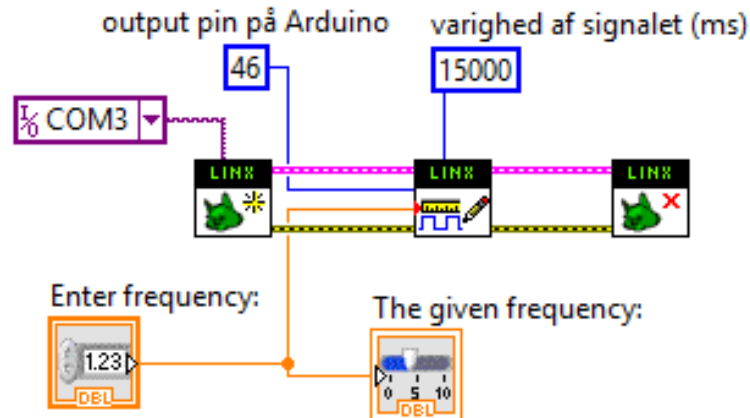 output pin på Arduino
varighed af signalet (ms)
46
15000
I/O COM3
LINX
LINX
LINX
Enter frequency:
The given frequency:
1.23
DBL
0 5 10
DBL